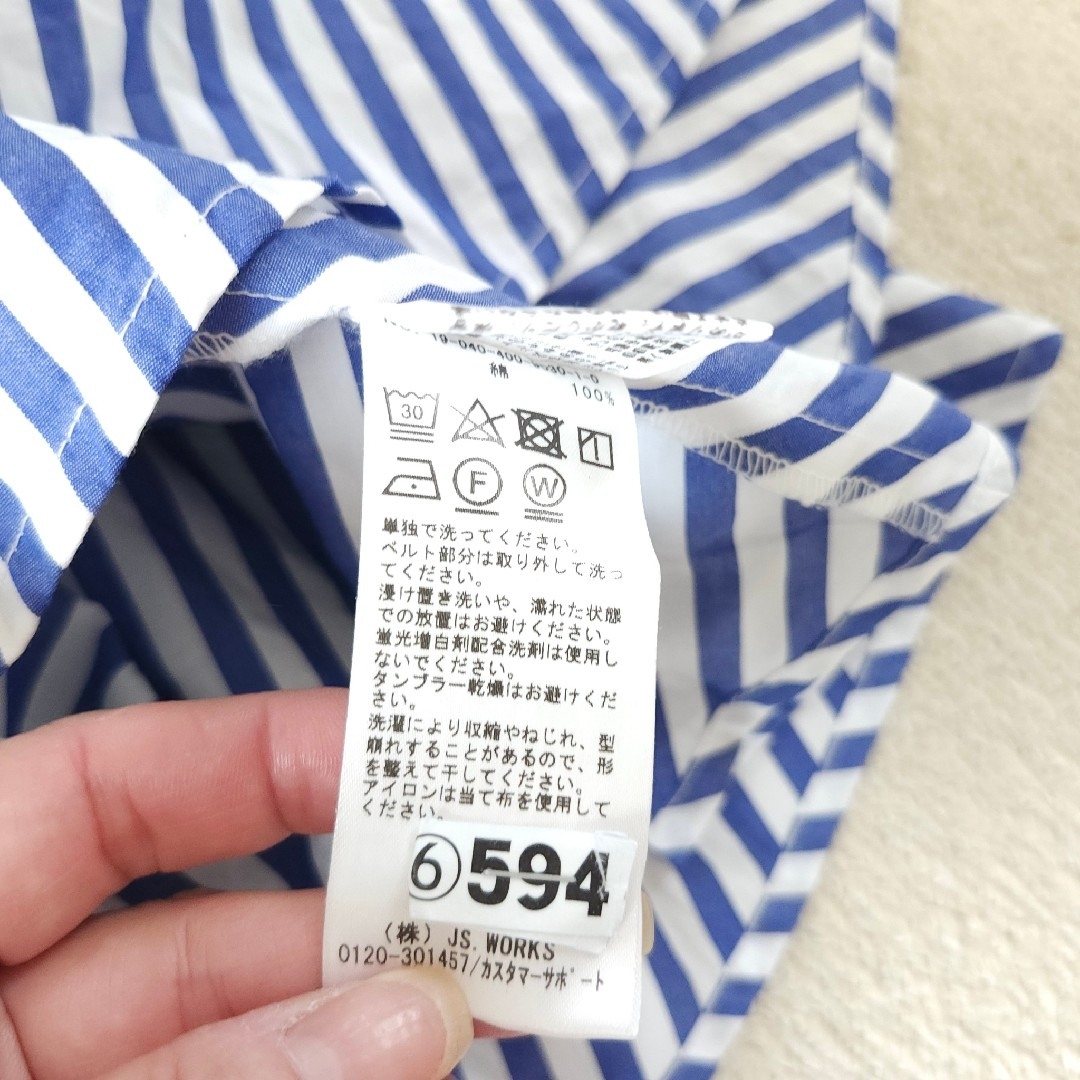 綿
100%
30
F
W
単独で洗ってください。
ベルト部分は取り外して洗っ
てください。
浸け置き洗いや、濡れた状態
での放置はお避けください。
蛍光増白剤配合洗剤は使用し
ないでください。
タンブラー乾燥はお避けくだ
さい。
洗濯により収縮やねじれ、型
崩れすることがあるので、形
を整えて干してください。
アイロンは当て布を使用して
ください。
⑥594
(株) JS.WORKS
0120-301457/カスタマーサポート